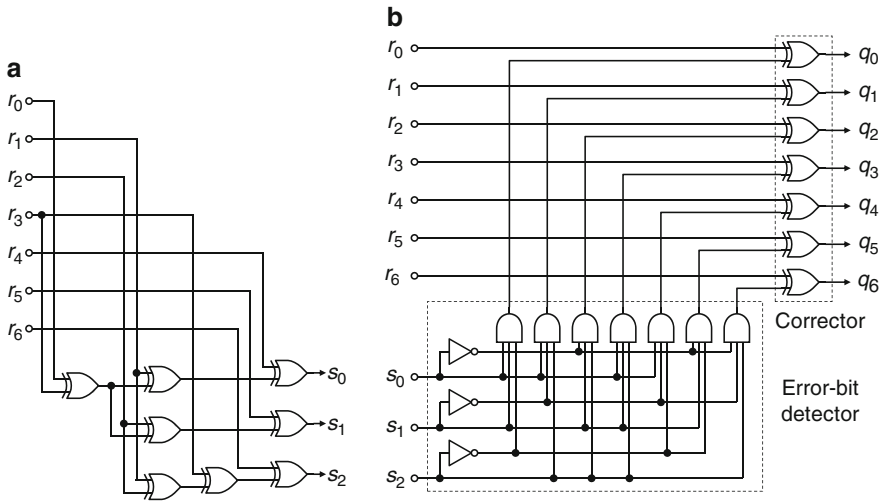 a
r0
r1
r2
r3
r4
r5
r6
s0
s1
s2
b
r0
r1
r2
r3
r4
r5
r6
q0
q1
q2
q3
q4
q5
q6
Corrector
s0
s1
s2
Error-bit
detector